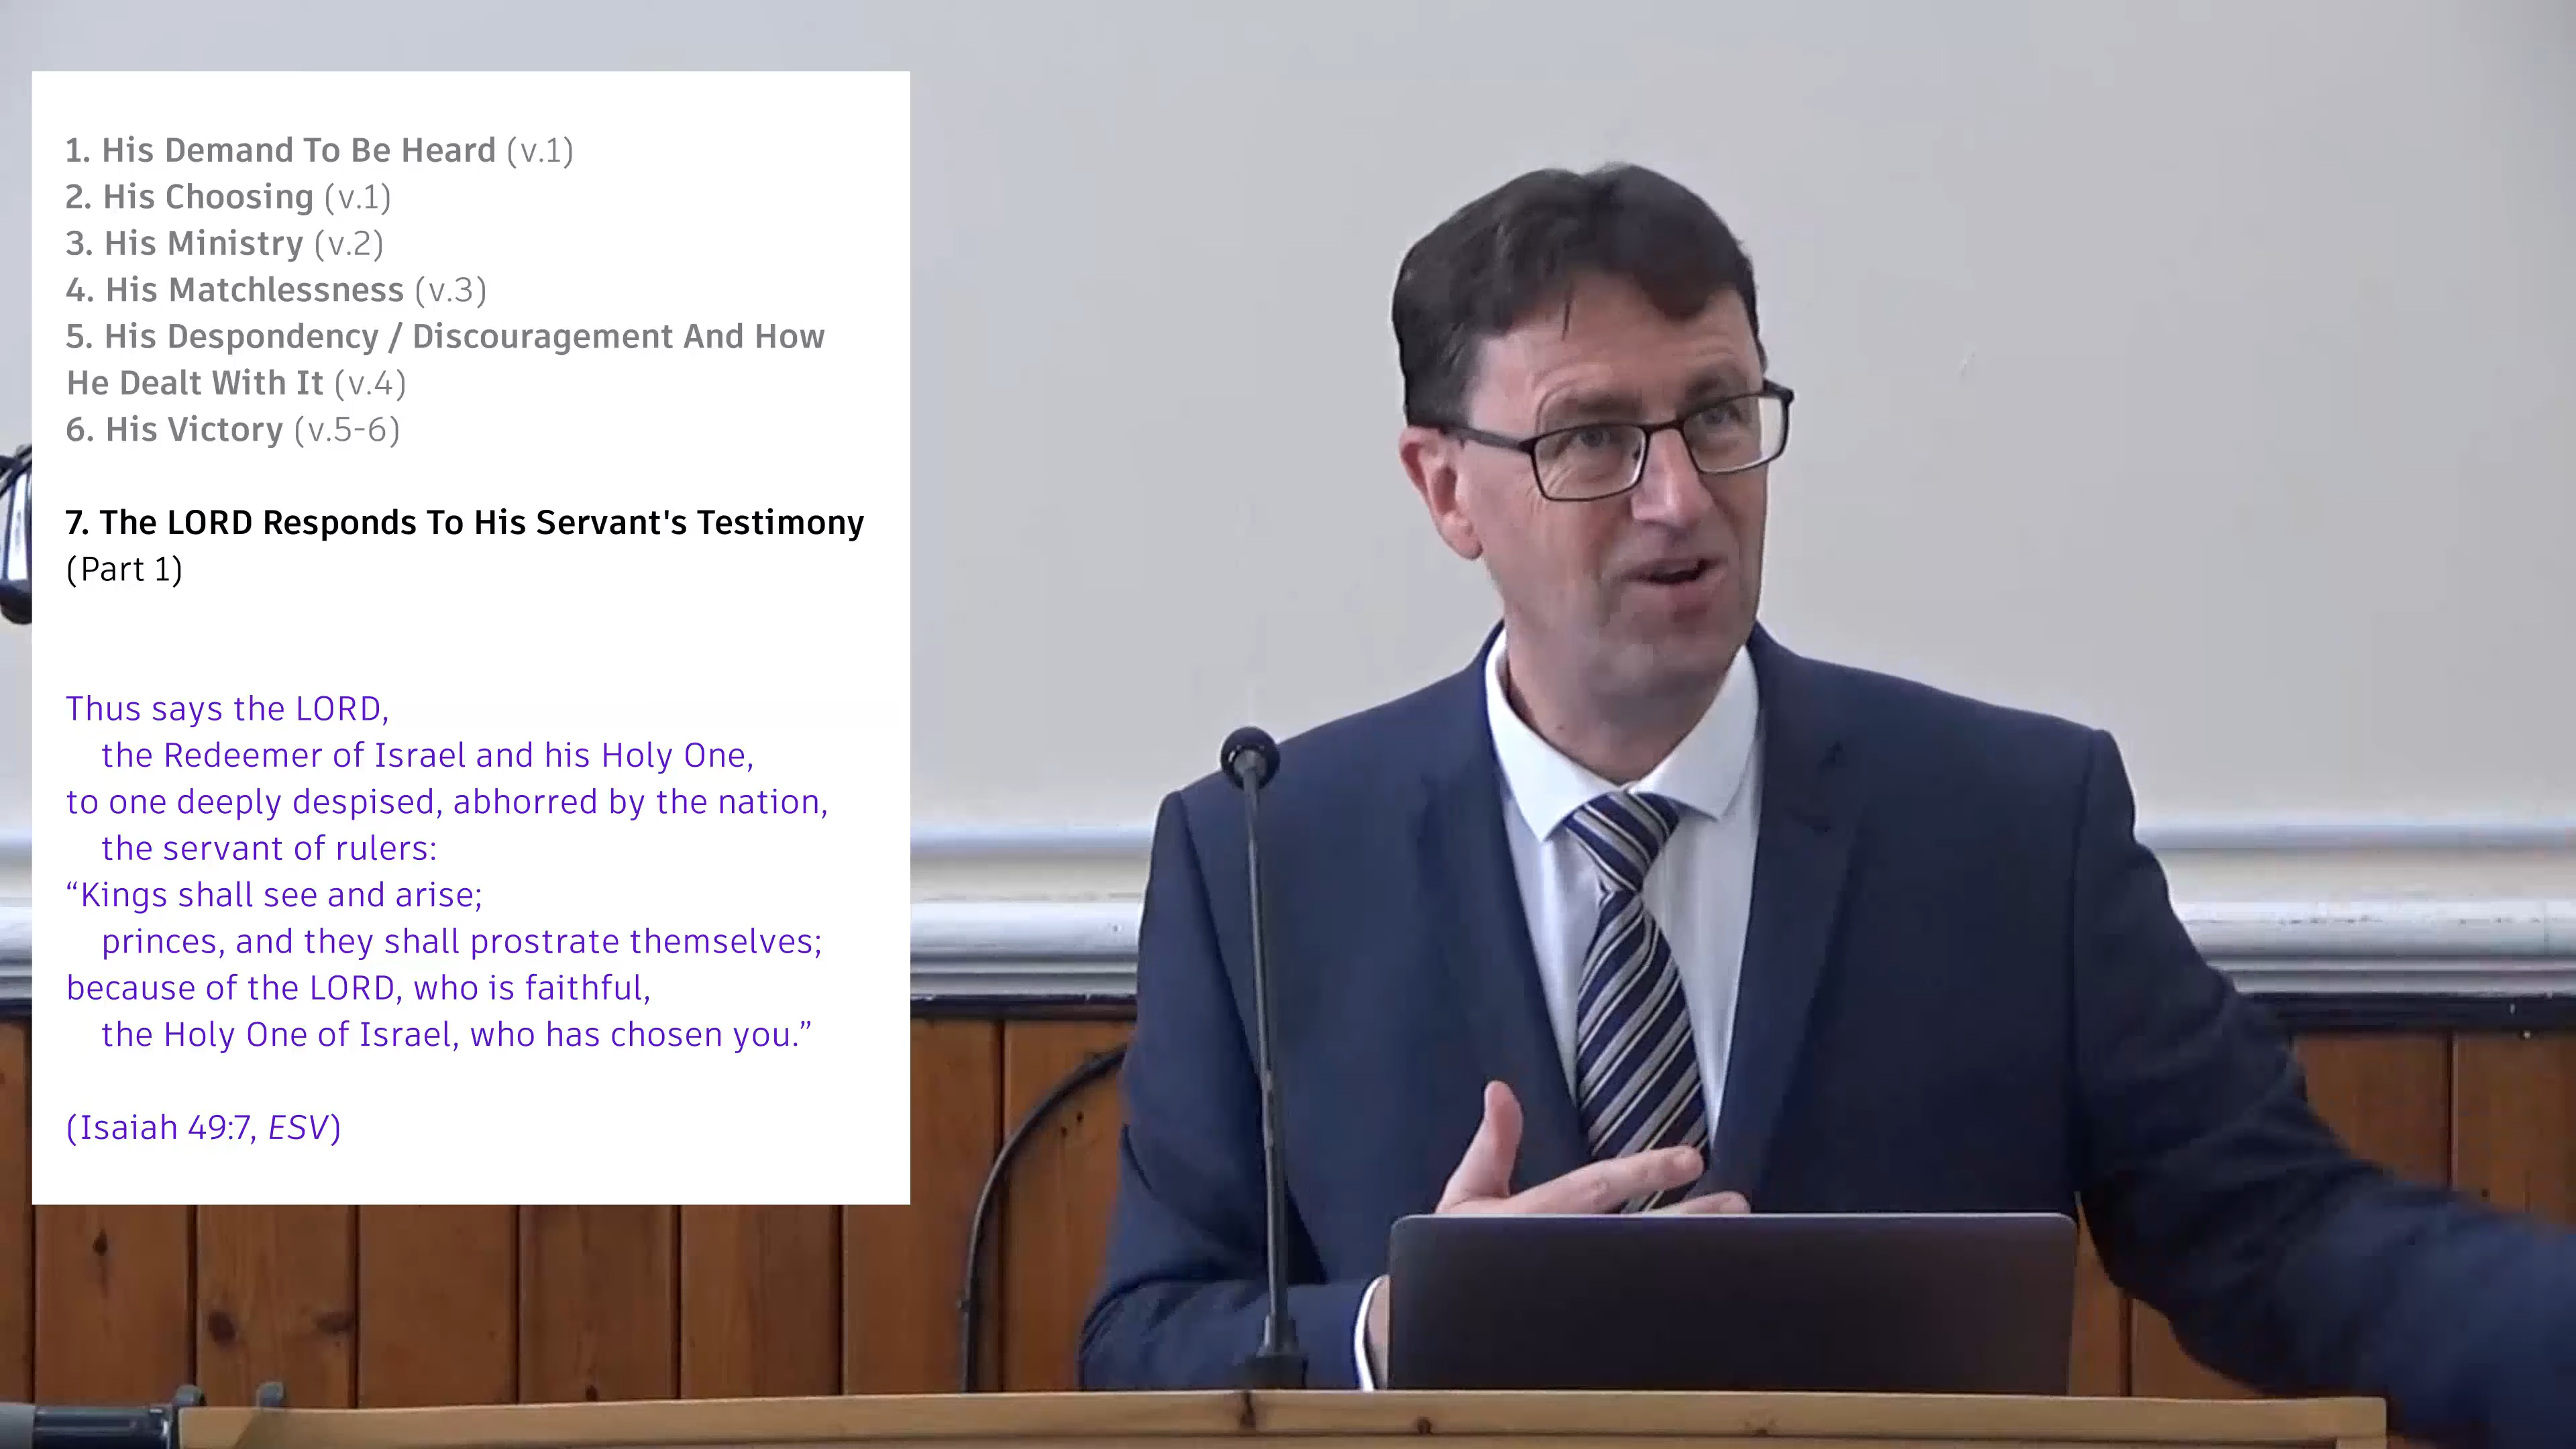 1. His Demand To Be Heard (v.1)
2. His Choosing (v.1)
3. His Ministry (v.2)
4. His Matchlessness (v.3)
5. His Despondency / Discouragement And How
He Dealt With It (v.4)
6. His Victory (v.5-6)
7. The LORD Responds To His Servant's Testimony
(Part 1)
Thus says the LORD,
the Redeemer of Israel and his Holy One,
to one deeply despised, abhorred by the nation,
the servant of rulers:
“Kings shall see and arise;
princes, and they shall prostrate themselves;
because of the LORD, who is faithful,
the Holy One of Israel, who has chosen you.”
(Isaiah 49:7, ESV)